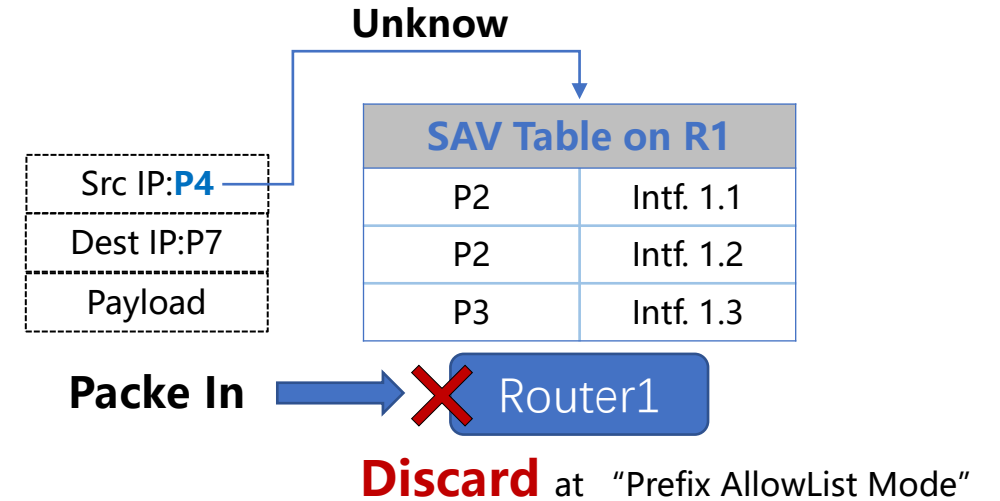 Unknow
SAV Table on R1
Src IP:P4
P2 Intf. 1.1
Dest IP:P7
P2 Intf. 1.2
Payload
P3 Intf. 1.3
Packe In
Router1
Discard at “Prefix AllowList Mode”